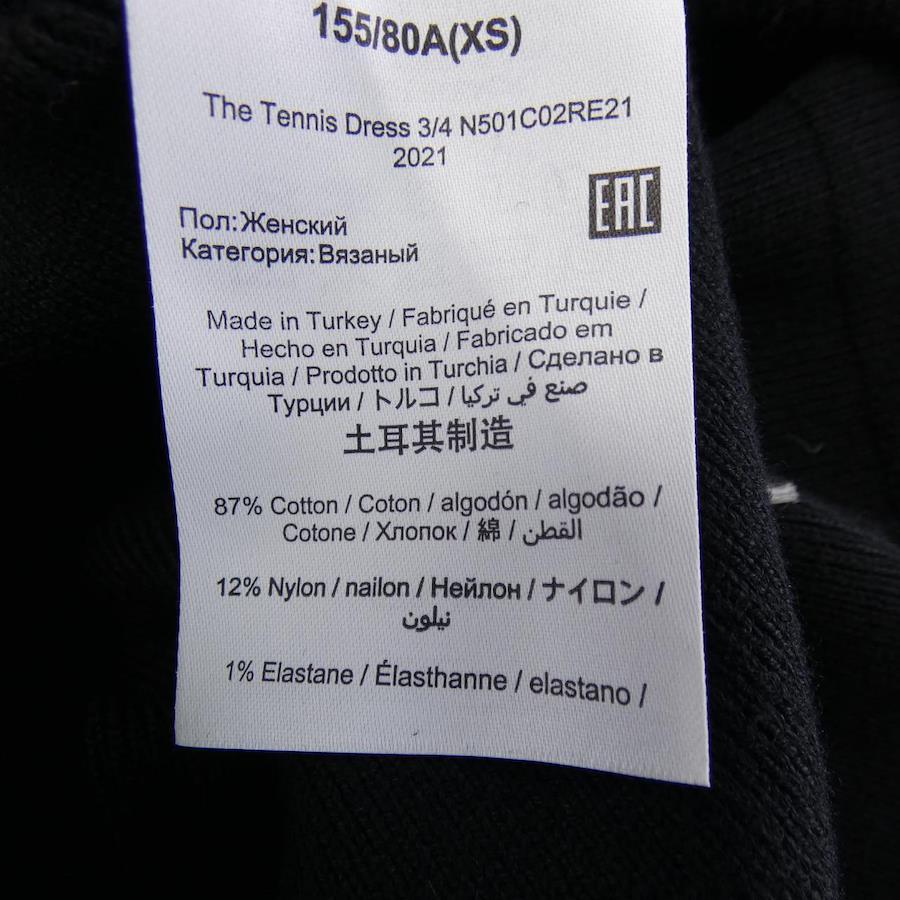 155/80A(XS)
The Tennis Dress 3/4 N501C02RE21
2021
EAC
Пол:Женский
Категория:Вязаный
Made in Turkey / Fabriqué en Turquie /
Hecho en Turquia / Fabricado em
Turquia / Prodotto in Turchia / Сделано в
Турции / トルコ / صنع في تركيا
土耳其制造
87% Cotton / Coton / algodón / algodão /
Cotone / Хлопок / 綿 / القطن
12% Nylon / nailon / Нейлон / ナイロン /
نيلون
1% Elastane / Élasthanne / elastano /